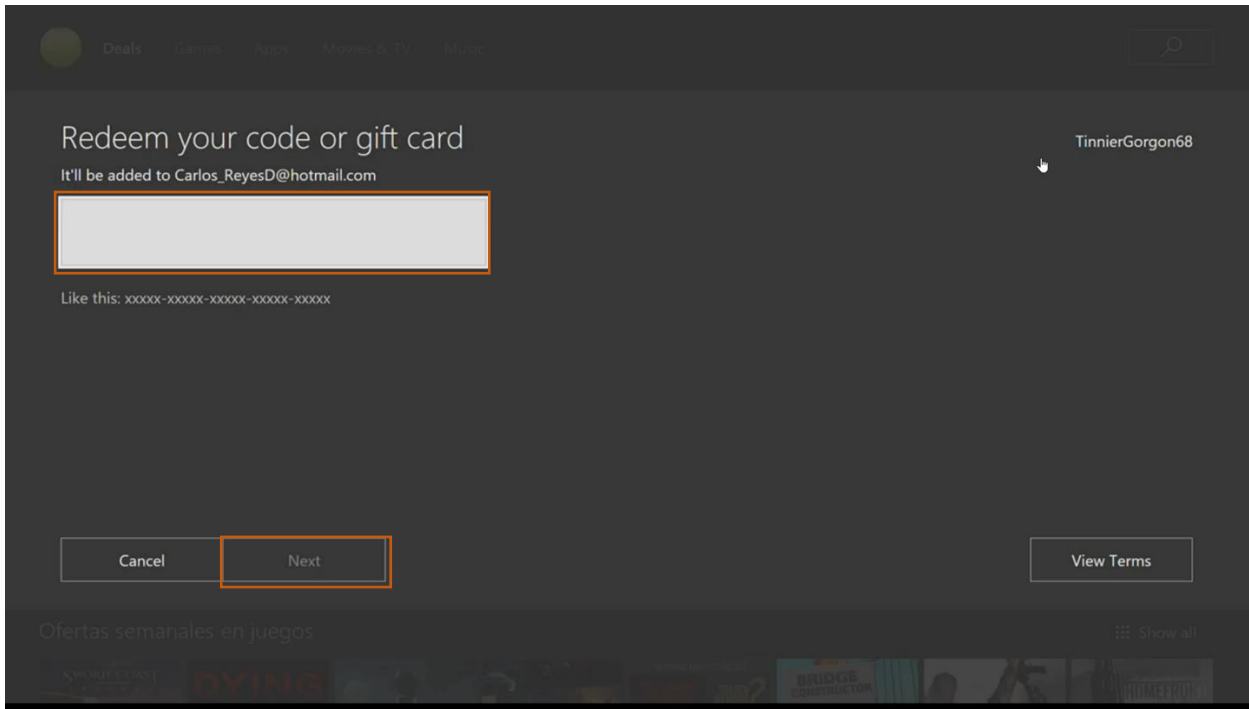 Deals Games Apps Movies & TV Music
Redeem your code or gift card
TinnierGorgon68
It'll be added to Carlos_ReyesD@hotmail.com
Like this: xxxxx-xxxxx-xxxxx-xxxxx-xxxxx
Cancel Next View Terms
Ofertas semanales en juegos Show all
SWORD COAST DYING BRIDGE HOMEFRONT
CONSTRUCTOR